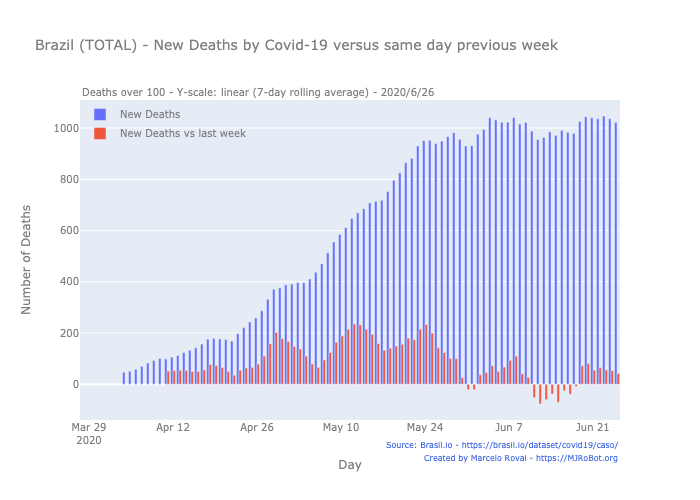 Brazil (TOTAL) - New Deaths by Covid-19 versus same day previous week
Deaths over 100 - Y-scale: linear (7-day rolling average) - 2020/6/26
New Deaths
New Deaths vs last week
1000
800
600
400
200
0
Number of Deaths
Mar 29
2020
Apr 12
Apr 26
May 10
May 24
Jun 7
Jun 21
Day
Source: Brasil.io - https://brasil.io/dataset/covid19/caso/
Created by Marcelo Rovai - https://MJRoBot.org